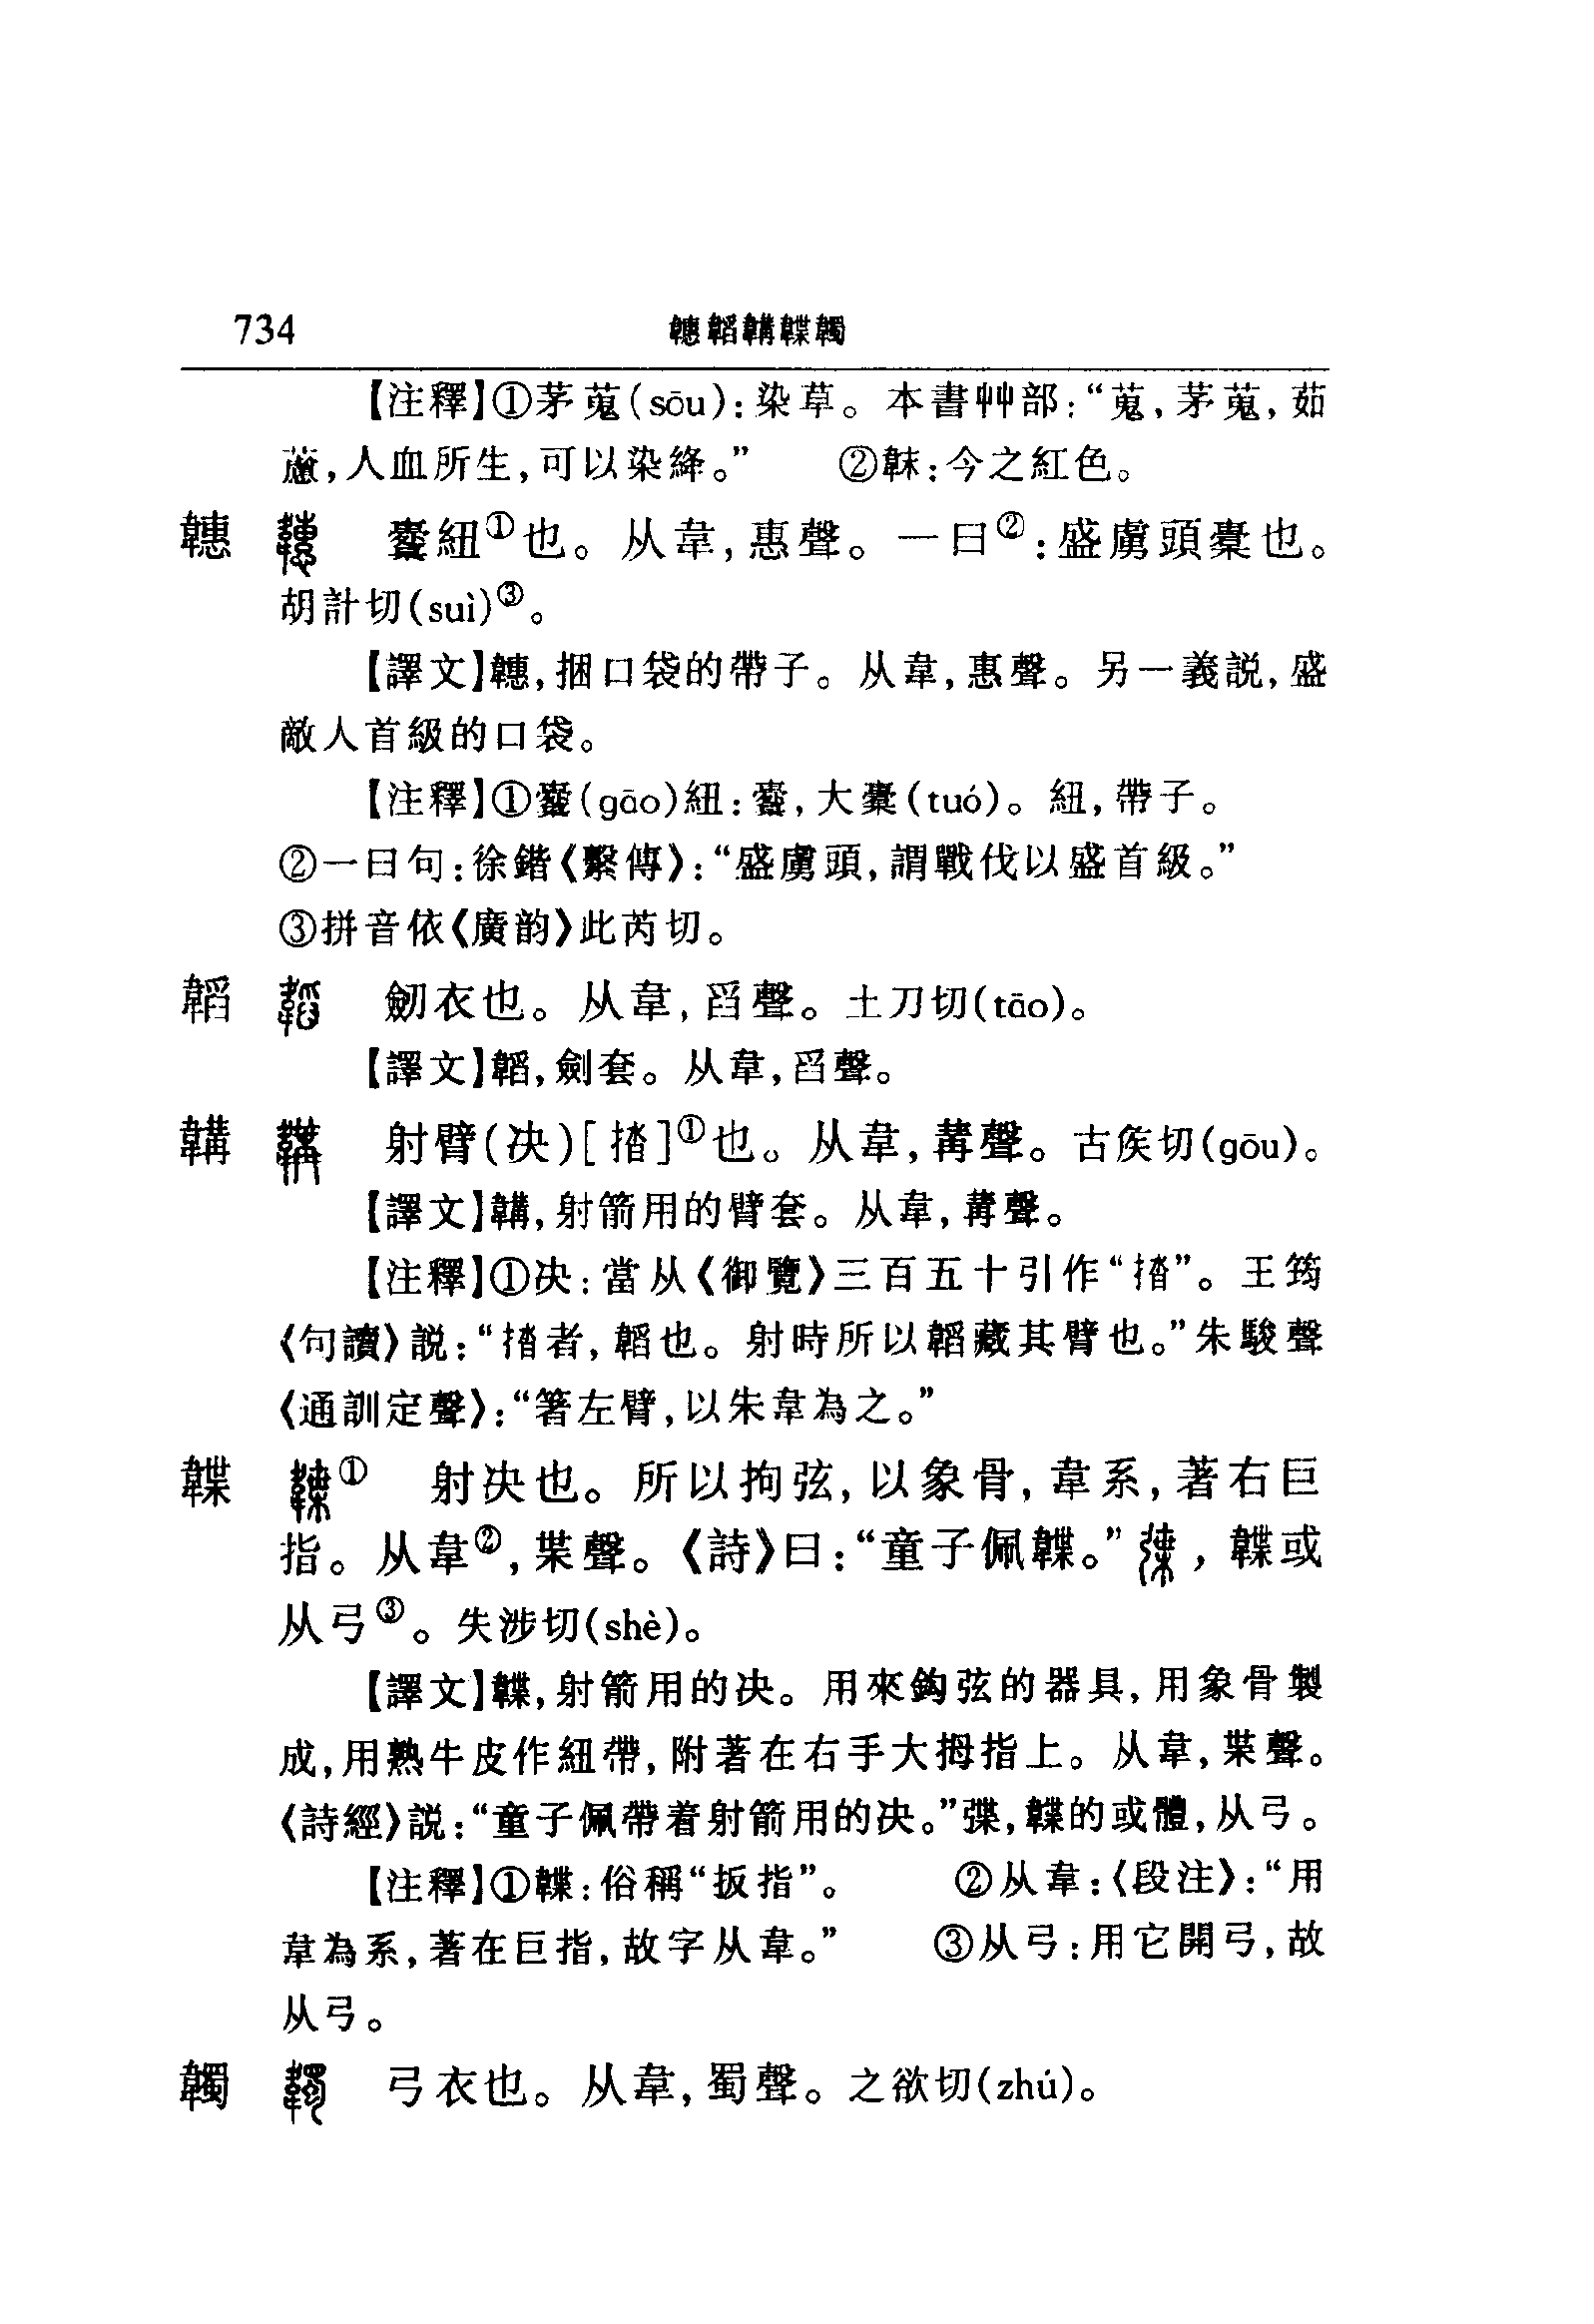 734 韢韜韝韘韣
【注釋】①茅蒐(sōu)：染草。本書艸部：“蒐，茅蒐，茹
藘，人血所生，可以染絳。” ②韎：今之紅色。
韢 櫜紐①也。从韋，惠聲。一曰②：盛虜頭橐也。
胡計切(suì)③。
【譯文】韢，捆口袋的帶子。从韋，惠聲。另一義説，盛
敵人首級的口袋。
【注釋】①櫜(gāo)紐：櫜，大橐(tuó)。紐，帶子。
②一曰句：徐鍇《繫傳》：“盛虜頭，謂戰伐以盛首級。”
③拼音依《廣韵》此芮切。
韜 劒衣也。从韋，舀聲。土刀切(tāo)。
【譯文】韜，劍套。从韋，舀聲。
韝 射臂(决)[揩]①也。从韋，冓聲。古矦切(gōu)。
【譯文】韝，射箭用的臂套。从韋，冓聲。
【注釋】①决：當从《御覽》三百五十引作“揩”。王筠
《句讀》説：“揩者，韜也。射時所以韜藏其臂也。”朱駿聲
《通訓定聲》：“箸左臂，以朱韋為之。”
韘 ① 射决也。所以拘弦，以象骨，韋系，著右巨
指。从韋②，枼聲。《詩》曰：“童子佩韘。” ，韘或
从弓③。失涉切(shè)。
【譯文】韘，射箭用的决。用來鈎弦的器具，用象骨製
成，用熟牛皮作紐帶，附著在右手大拇指上。从韋，枼聲。
《詩經》説：“童子佩帶着射箭用的决。”弽，韘的或體，从弓。
【注釋】①韘：俗稱“扳指”。 ②从韋：《段注》：“用
韋為系，著在巨指，故字从韋。” ③从弓：用它開弓，故
从弓。
韣 弓衣也。从韋，蜀聲。之欲切(zhú)。